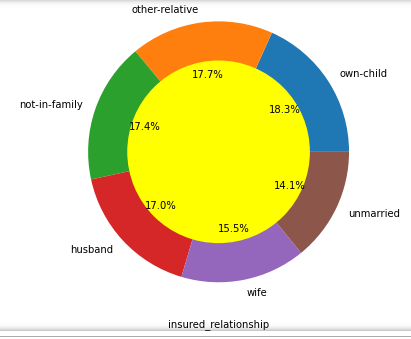 other-relative
own-child
17.7%
18.3%
not-in-family
17.4%
14.1%
17.0%
unmarried
15.5%
husband
wife
insured_relationship